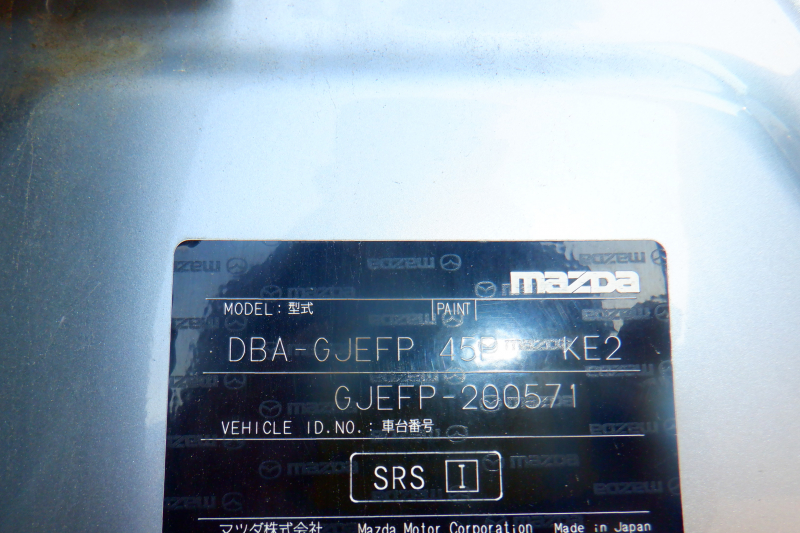 mazda
MODEL: 型式 PAINT
DBA-GJEFP 45P KE2
GJEFP-200571
VEHICLE ID.NO.: 車台番号
SRS I
マツダ株式会社 Mazda Motor Corporation Made in Japan